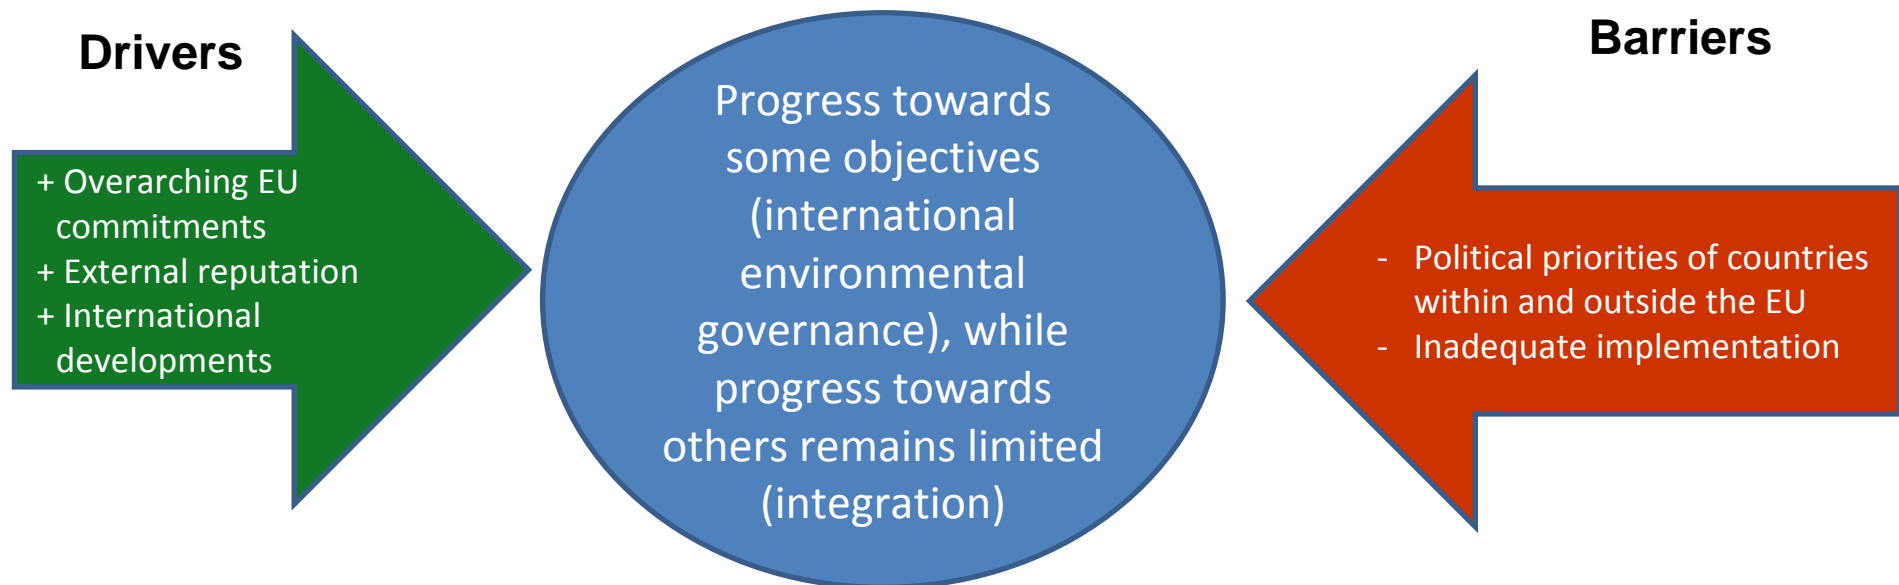 Drivers
+ Overarching EU
commitments
+ External reputation
+ International
developments
Progress towards
some objectives
(international
environmental
governance), while
progress towards
others remains limited
(integration)
Barriers
- Political priorities of countries
within and outside the EU
- Inadequate implementation